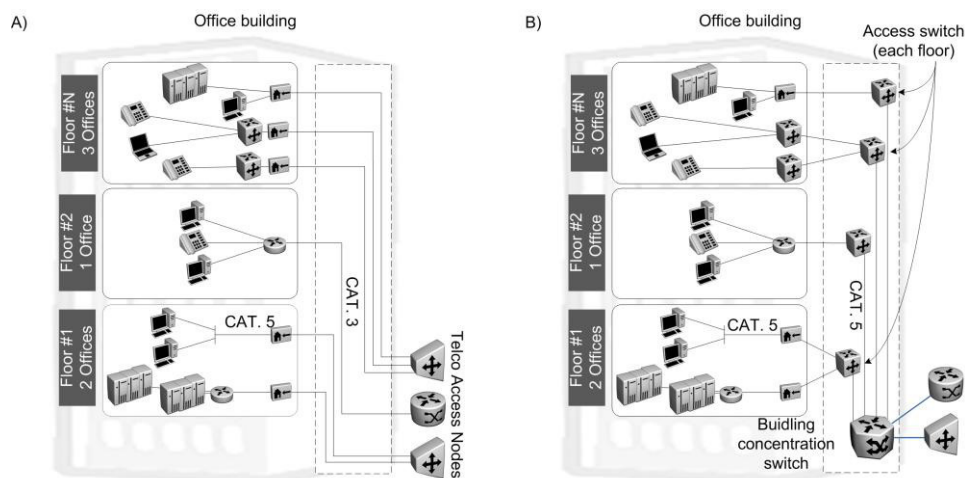 A)
Office building
Floor #N
3 Offices
Floor #2
1 Office
Floor #1
2 Offices
CAT. 5
CAT. 3
Telco Access Nodes
B)
Office building
Access switch
(each floor)
Floor #N
3 Offices
Floor #2
1 Office
Floor #1
2 Offices
CAT. 5
CAT. 5
Buidling
concentration
switch